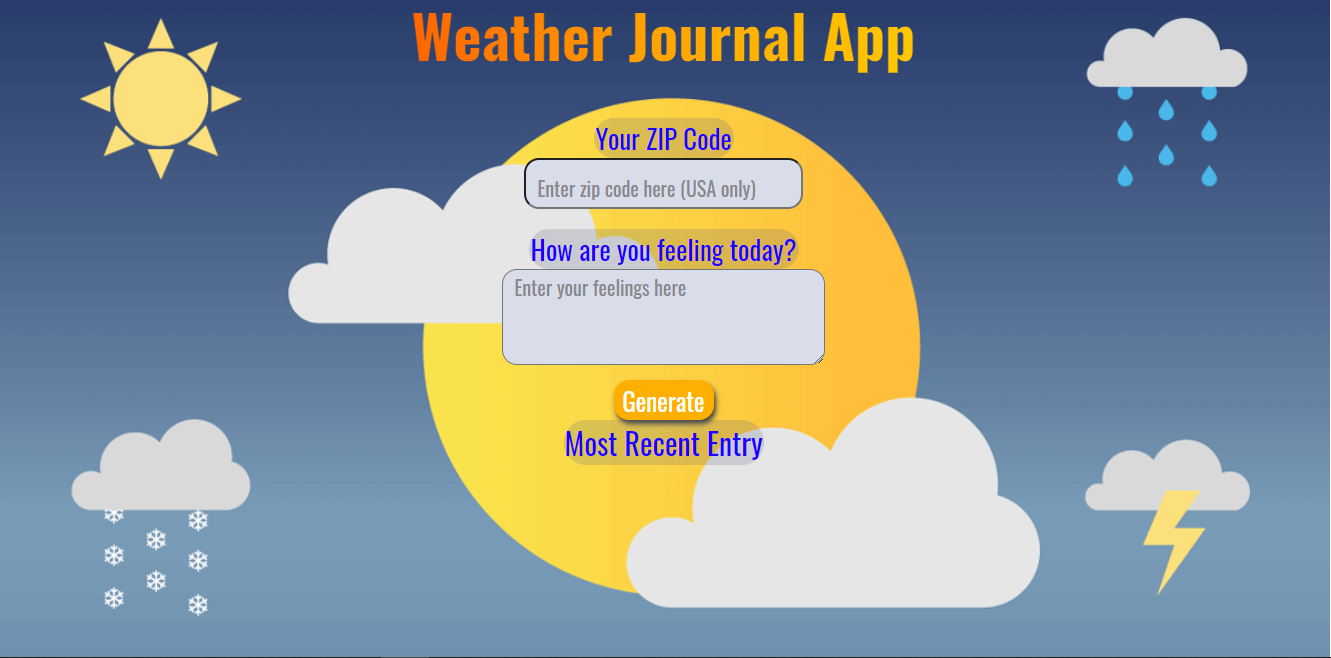 Weather Journal App
Your ZIP Code
Enter zip code here (USA only)
How are you feeling today?
Enter your feelings here
Generate
Most Recent Entry